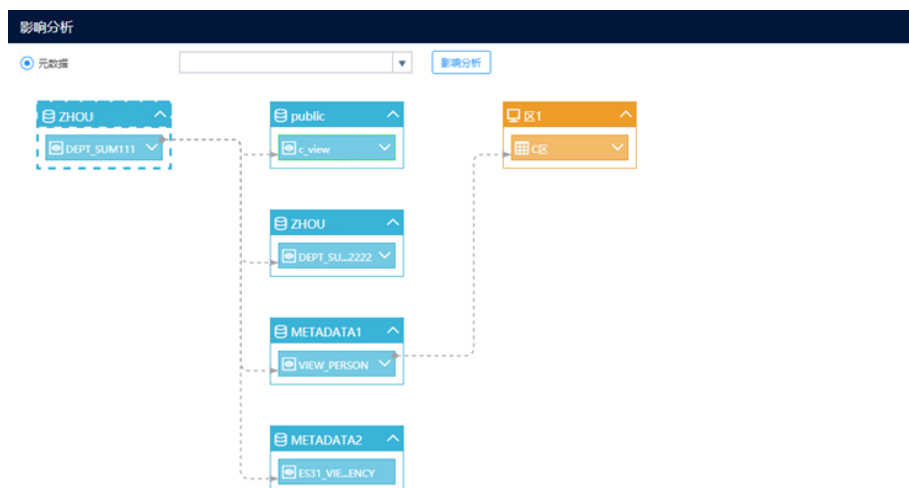 影响分析
元数据
影响分析
ZHOU
DEPT_SUM111
public
c_view
区1
C区
ZHOU
DEPT_SU...2222
METADATA1
VIEW_PERSON
METADATA2
ES31_VIE...ENCY